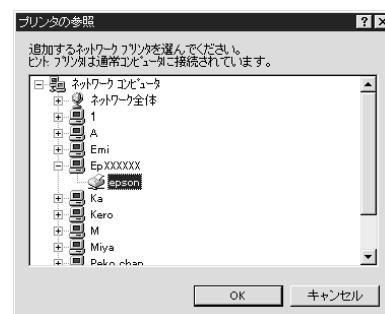 プリンタの参照
追加するネットワーク プリンタを選んでください。
ヒント: プリンタは通常コンピュータに接続されています。
ネットワーク コンピュータ
ネットワーク全体
1
A
Emi
EpXXXXXX
epson
Ka
Kero
M
Miya
Peko chan
OK
キャンセル